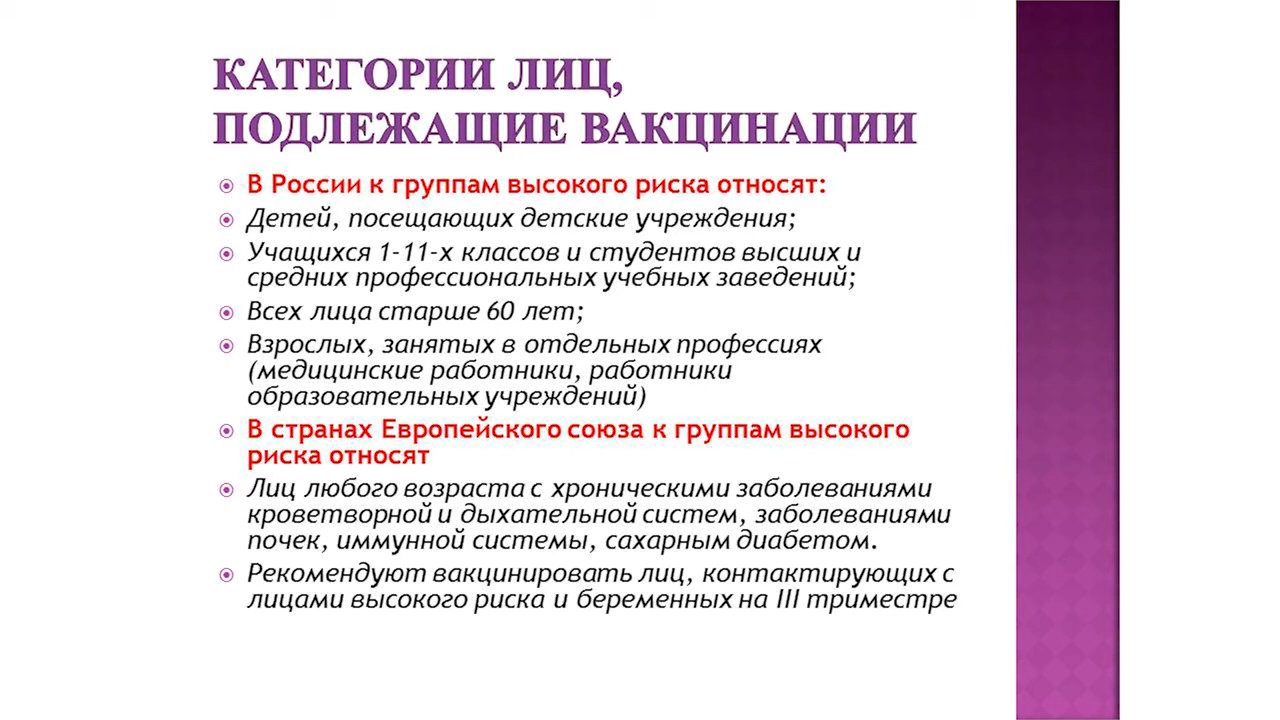 КАТЕГОРИИ ЛИЦ,
ПОДЛЕЖАЩИЕ ВАКЦИНАЦИИ
В России к группам высокого риска относят:
Детей, посещающих детские учреждения;
Учащихся 1-11-х классов и студентов высших и
средних профессиональных учебных заведений;
Всех лица старше 60 лет;
Взрослых, занятых в отдельных профессиях
(медицинские работники, работники
образовательных учреждений)
В странах Европейского союза к группам высокого
риска относят
Лиц любого возраста с хроническими заболеваниями
кроветворной и дыхательной систем, заболеваниями
почек, иммунной системы, сахарным диабетом.
Рекомендуют вакцинировать лиц, контактирующих с
лицами высокого риска и беременных на III триместре